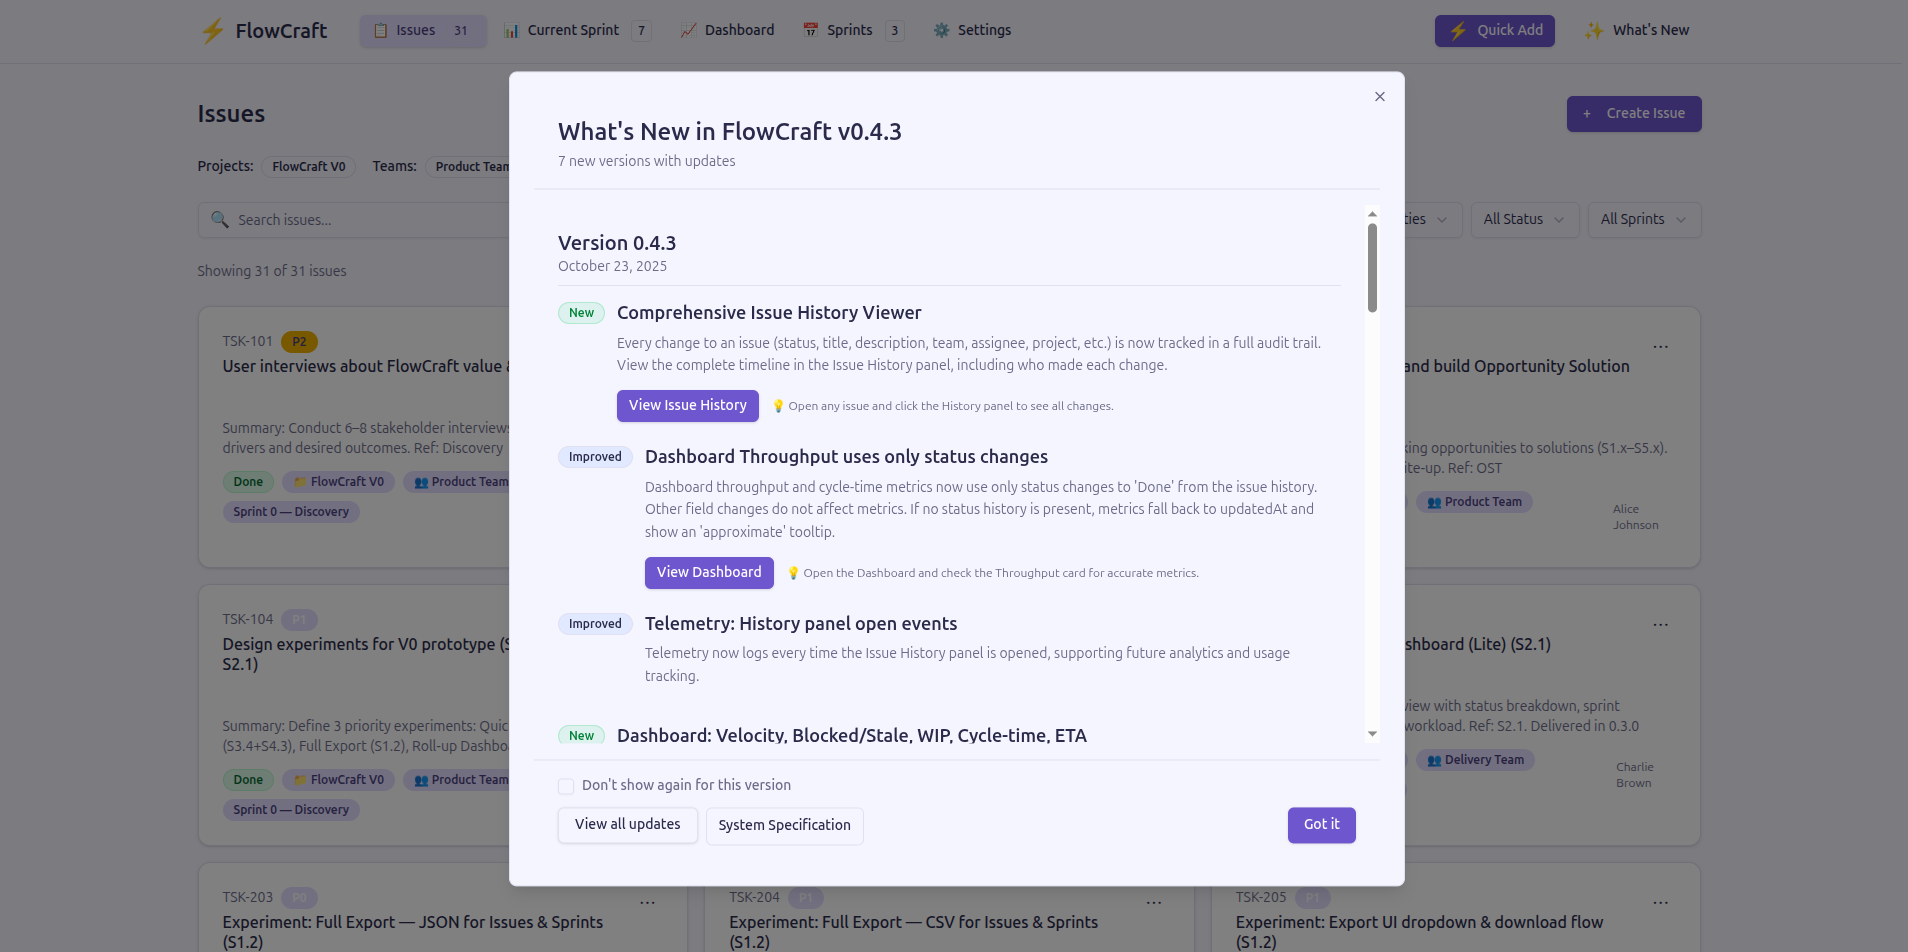 FlowCraft
Issues 31
Current Sprint 7
Dashboard
Sprints 3
Settings
Quick Add
What's New
Issues
+ Create Issue
Projects: FlowCraft V0 Teams: Product Team
Search issues...
All Status
All Sprints
Showing 31 of 31 issues
What's New in FlowCraft v0.4.3
7 new versions with updates
Version 0.4.3
October 23, 2025
New Comprehensive Issue History Viewer
Every change to an issue (status, title, description, team, assignee, project, etc.) is now tracked in a full audit trail.
View the complete timeline in the Issue History panel, including who made each change.
View Issue History
Open any issue and click the History panel to see all changes.
Improved Dashboard Throughput uses only status changes
Dashboard throughput and cycle-time metrics now use only status changes to 'Done' from the issue history.
Other field changes do not affect metrics. If no status history is present, metrics fall back to updatedAt and
show an 'approximate' tooltip.
View Dashboard
Open the Dashboard and check the Throughput card for accurate metrics.
Improved Telemetry: History panel open events
Telemetry now logs every time the Issue History panel is opened, supporting future analytics and usage
tracking.
New Dashboard: Velocity, Blocked/Stale, WIP, Cycle-time, ETA
Don't show again for this version
View all updates
System Specification
Got it
TSK-101 P2
User interviews about FlowCraft value &
Summary: Conduct 6–8 stakeholder interviews
drivers and desired outcomes. Ref: Discovery
Done FlowCraft V0 Product Team
Sprint 0 — Discovery
and build Opportunity Solution
king opportunities to solutions (S1.x–S5.x).
ite-up. Ref: OST
Product Team
Alice
Johnson
TSK-104 P1
Design experiments for V0 prototype (S
S2.1)
Summary: Define 3 priority experiments: Quic
(S3.4+S4.3), Full Export (S1.2), Roll-up Dashbo
Done FlowCraft V0 Product Team
Sprint 0 — Discovery
shboard (Lite) (S2.1)
view with status breakdown, sprint
workload. Ref: S2.1. Delivered in 0.3.0
Delivery Team
Charlie
Brown
TSK-203 P0
Experiment: Full Export — JSON for Issues & Sprints
(S1.2)
TSK-204 P1
Experiment: Full Export — CSV for Issues & Sprints
(S1.2)
TSK-205 P1
Experiment: Export UI dropdown & download flow
(S1.2)